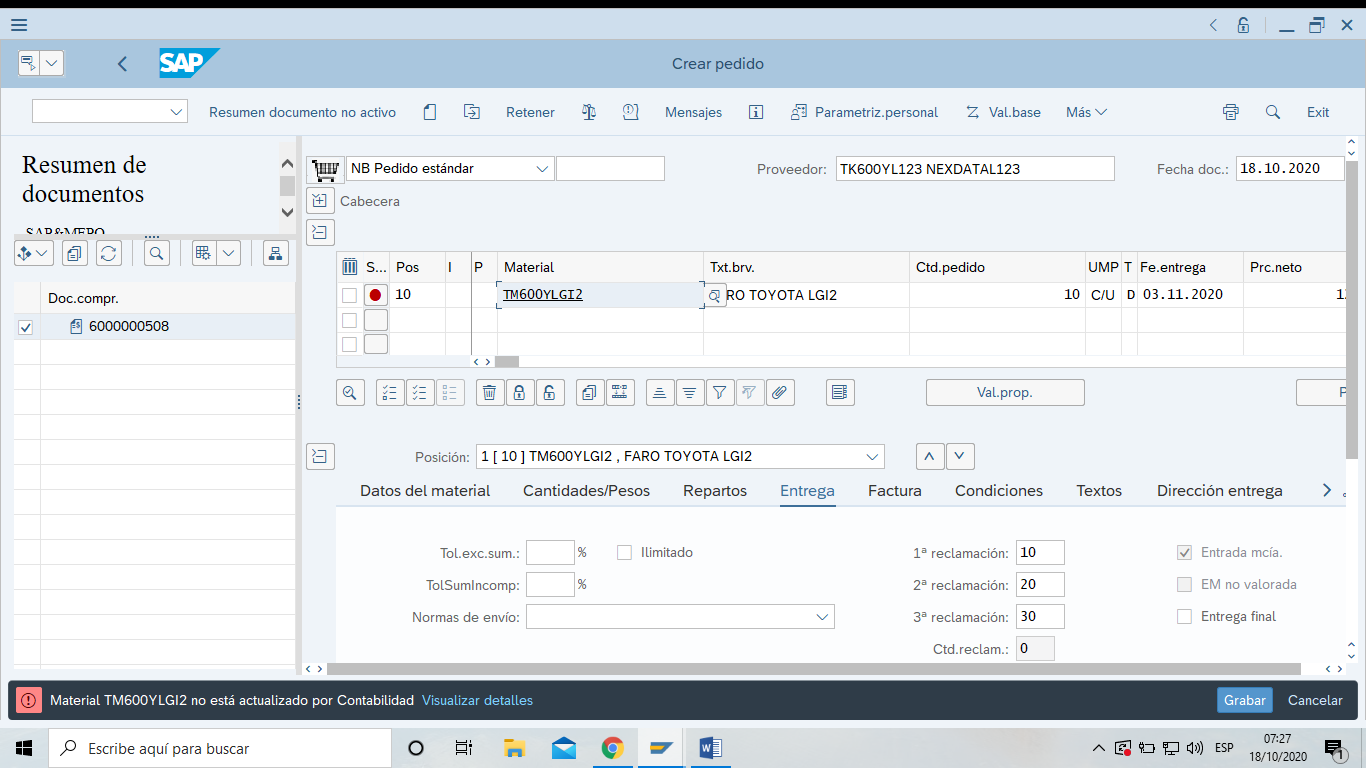 SAP
Crear pedido
Resumen documento no activo
Retener
Mensajes
Parametriz.personal
Val.base
Más
Exit
Resumen de
documentos
NB Pedido estándar
Proveedor:
TK600YL123 NEXDATAL123
Fecha doc.:
18.10.2020
Cabecera
Doc.compr.
6000000508
S... Pos I P Material Txt.brv. Ctd.pedido UMP T Fe.entrega Prc.neto
10 TM600YLGI2 RO TOYOTA LGI2 10 C/U D 03.11.2020
Val.prop.
Posición:
1 [ 10 ] TM600YLGI2 , FARO TOYOTA LGI2
Datos del material Cantidades/Pesos Repartos Entrega Factura Condiciones Textos Dirección entrega
Tol.exc.sum.: % Ilimitado 1ª reclamación: 10 Entrada mcía.
TolSumIncomp: % 2ª reclamación: 20 EM no valorada
Normas de envío: 3ª reclamación: 30 Entrega final
Ctd.reclam.: 0
Material TM600YLGI2 no está actualizado por Contabilidad Visualizar detalles
Grabar Cancelar
Escribe aquí para buscar
ESP
07:27
18/10/2020
1